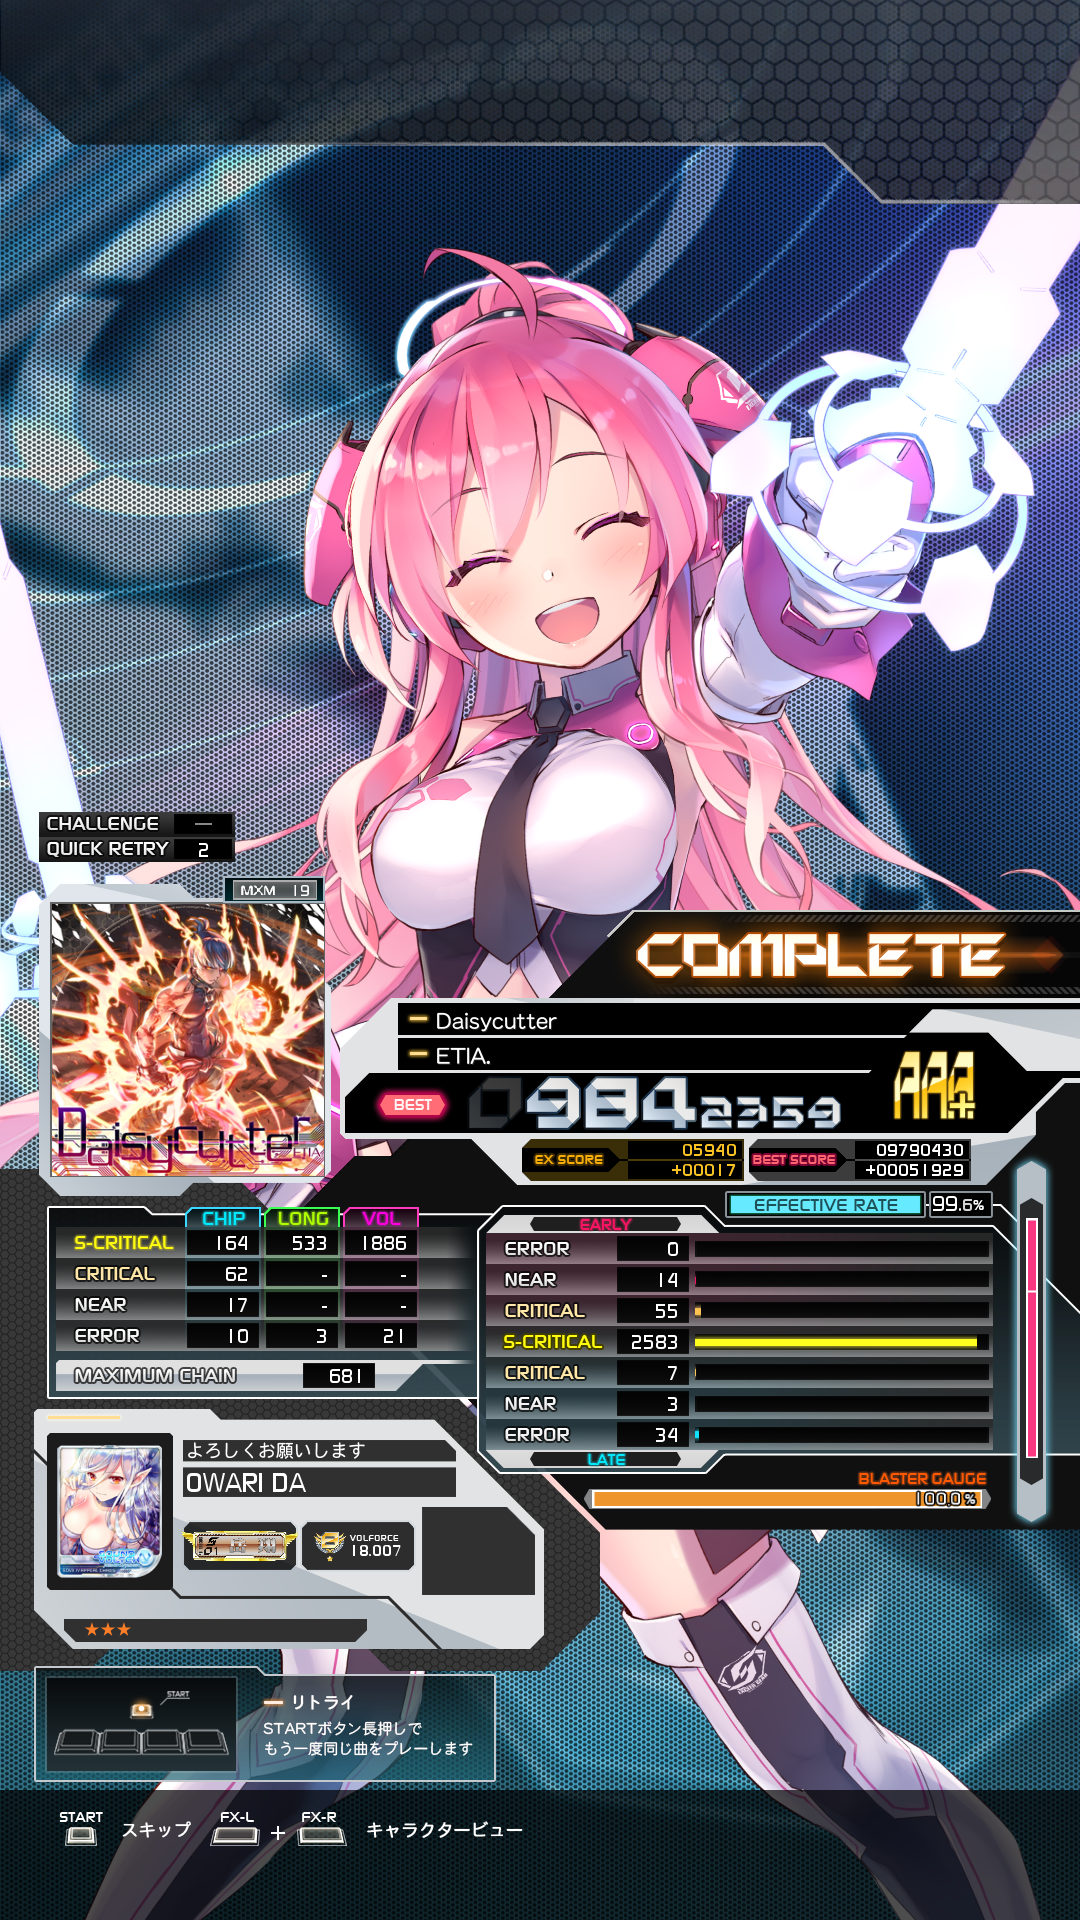 CHALLENGE —
QUICK RETRY 2
MXM 19
Daisycutter
ETIA.
COMPLETE
Daisycutter
ETIA.
BEST 09842359
AAA+
EX SCORE 05940
+00017
BEST SCORE 09790430
+00051929
EFFECTIVE RATE 99.6%
CHIP LONG VOL
S-CRITICAL 164 533 1886
CRITICAL 62 - -
NEAR 17 - -
ERROR 10 3 21
MAXIMUM CHAIN 681
EARLY
ERROR 0
NEAR 14
CRITICAL 55
S-CRITICAL 2583
CRITICAL 7
NEAR 3
ERROR 34
LATE
BLASTER GAUGE
100.0%
よろしくお願いします
OWARI DA
VOLFORCE
18.007
★★★
START
リトライ
STARTボタン長押しで
もう一度同じ曲をプレーします
START スキップ FX-L + FX-R キャラクタービュー